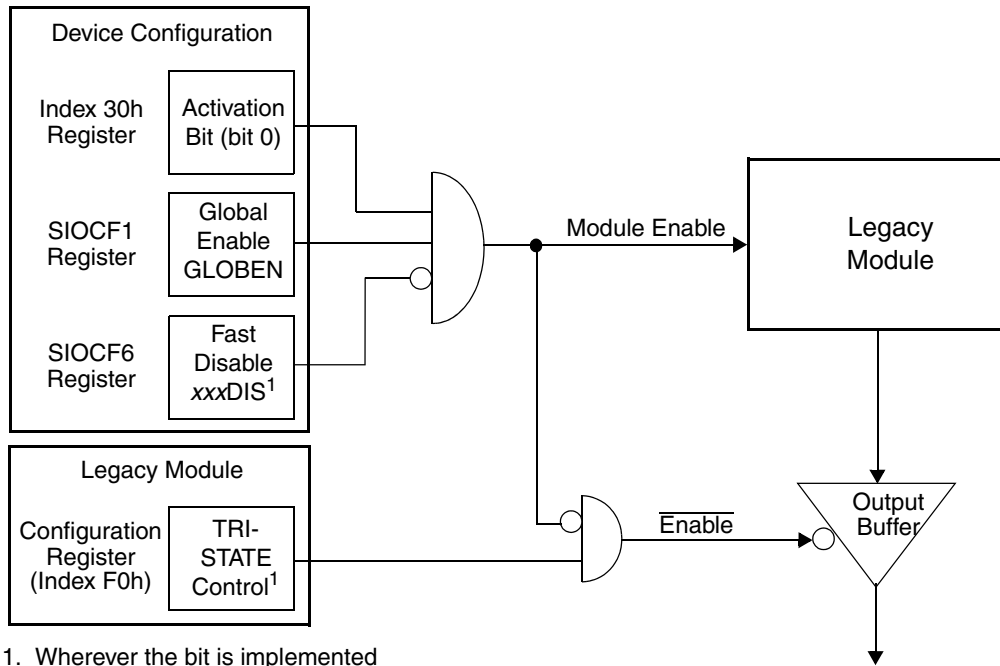 Device Configuration
Index 30h
Register
Activation
Bit (bit 0)
SIOCF1
Register
Global
Enable
GLOBEN
SIOCF6
Register
Fast
Disable
xxxDIS1
Module Enable
Legacy
Module
Legacy Module
Configuration
Register
(Index F0h)
TRI-
STATE
Control1
Enable
Output
Buffer
1. Wherever the bit is implemented